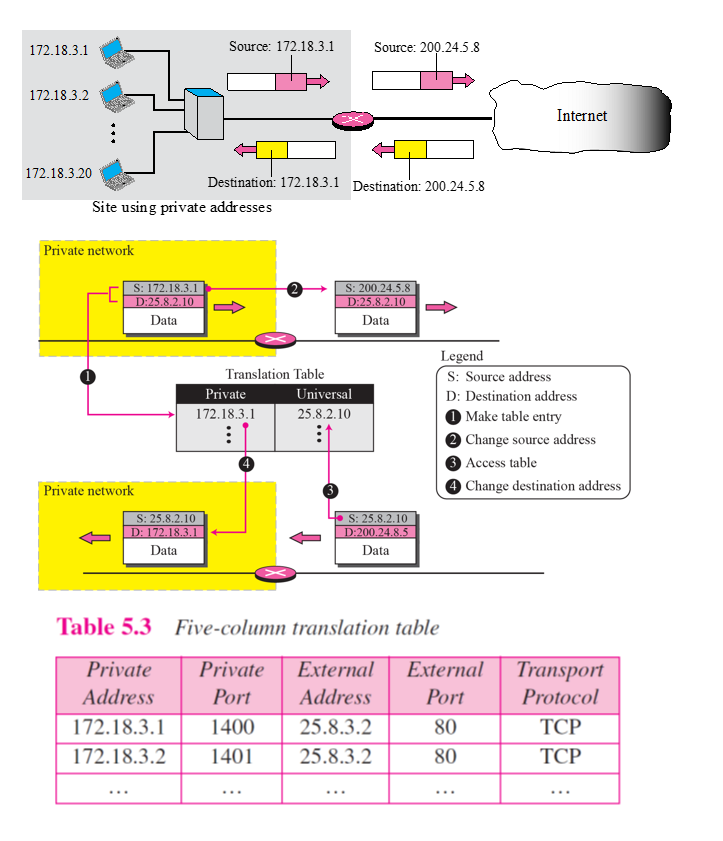 172.18.3.1
Source: 172.18.3.1
Source: 200.24.5.8
172.18.3.2
Internet
172.18.3.20
Destination: 172.18.3.1
Destination: 200.24.5.8
Site using private addresses
Private network
S: 172.18.3.1
D:25.8.2.10
Data
2
S: 200.24.5.8
D:25.8.2.10
Data
1
Translation Table
Private Universal
172.18.3.1 25.8.2.10
Legend
S: Source address
D: Destination address
1 Make table entry
2 Change source address
3 Access table
4 Change destination address
4
3
Private network
S: 25.8.2.10
D: 172.18.3.1
Data
S: 25.8.2.10
D:200.24.8.5
Data
Table 5.3 Five-column translation table
Private Address Private Port External Address External Port Transport Protocol
172.18.3.1 1400 25.8.3.2 80 TCP
172.18.3.2 1401 25.8.3.2 80 TCP
... ... ... ... ...